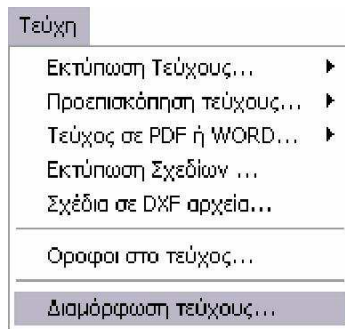 Τεύχη
Εκτύπωση Τεύχους...
Προεπισκόπηση τεύχους...
Τεύχος σε PDF ή WORD...
Εκτύπωση Σχεδίων ...
Σχέδια σε DXF αρχεία...
Οροφοι στο τεύχος...
Διαμόρφωση τεύχους...